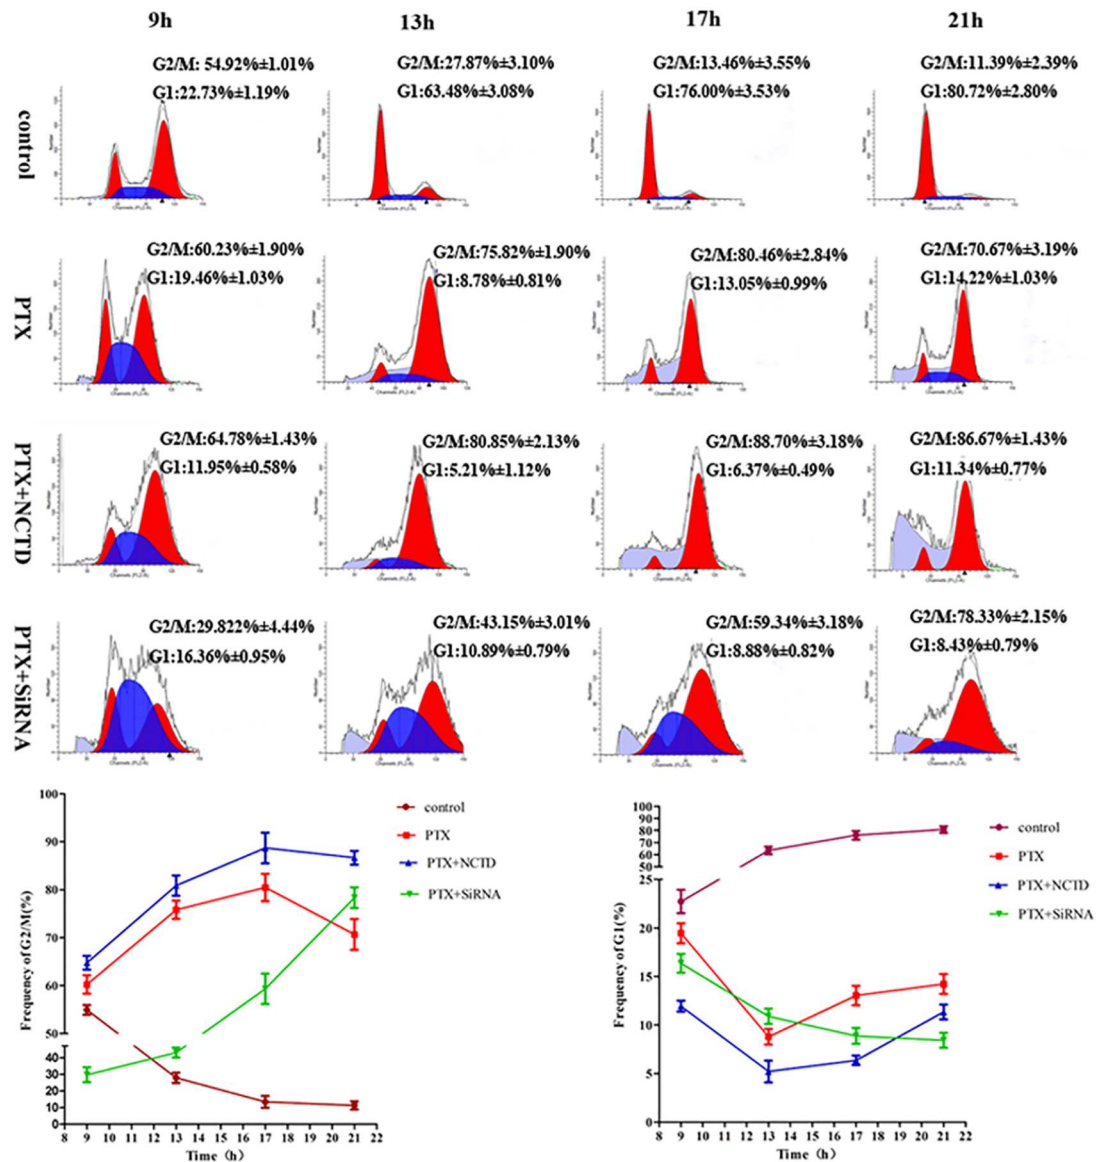 9h
13h
17h
21h
control
G2/M: 54.92%±1.01%
G1:22.73%±1.19%
G2/M:27.87%±3.10%
G1:63.48%±3.08%
G2/M:13.46%±3.55%
G1:76.00%±3.53%
G2/M:11.39%±2.39%
G1:80.72%±2.80%
PTX
G2/M:60.23%±1.90%
G1:19.46%±1.03%
G2/M:75.82%±1.90%
G1:8.78%±0.81%
G2/M:80.46%±2.84%
G1:13.05%±0.99%
G2/M:70.67%±3.19%
G1:14.22%±1.03%
PTX+NCTD
G2/M:64.78%±1.43%
G1:11.95%±0.58%
G2/M:80.85%±2.13%
G1:5.21%±1.12%
G2/M:88.70%±3.18%
G1:6.37%±0.49%
G2/M:86.67%±1.43%
G1:11.34%±0.77%
PTX+SiRNA
G2/M:29.822%±4.44%
G1:16.36%±0.95%
G2/M:43.15%±3.01%
G1:10.89%±0.79%
G2/M:59.34%±3.18%
G1:8.88%±0.82%
G2/M:78.33%±2.15%
G1:8.43%±0.79%
Frequency of G2/M(%)
100
90
80
70
60
50
40
30
20
10
0
8 9 10 11 12 13 14 15 16 17 18 19 20 21 22
Time (h)
control
PTX
PTX+NCTD
PTX+SiRNA
Frequency of G1(%)
100
90
80
70
60
50
25
20
15
10
5
0
8 9 10 11 12 13 14 15 16 17 18 19 20 21 22
Time (h)
control
PTX
PTX+NCTD
PTX+SiRNA